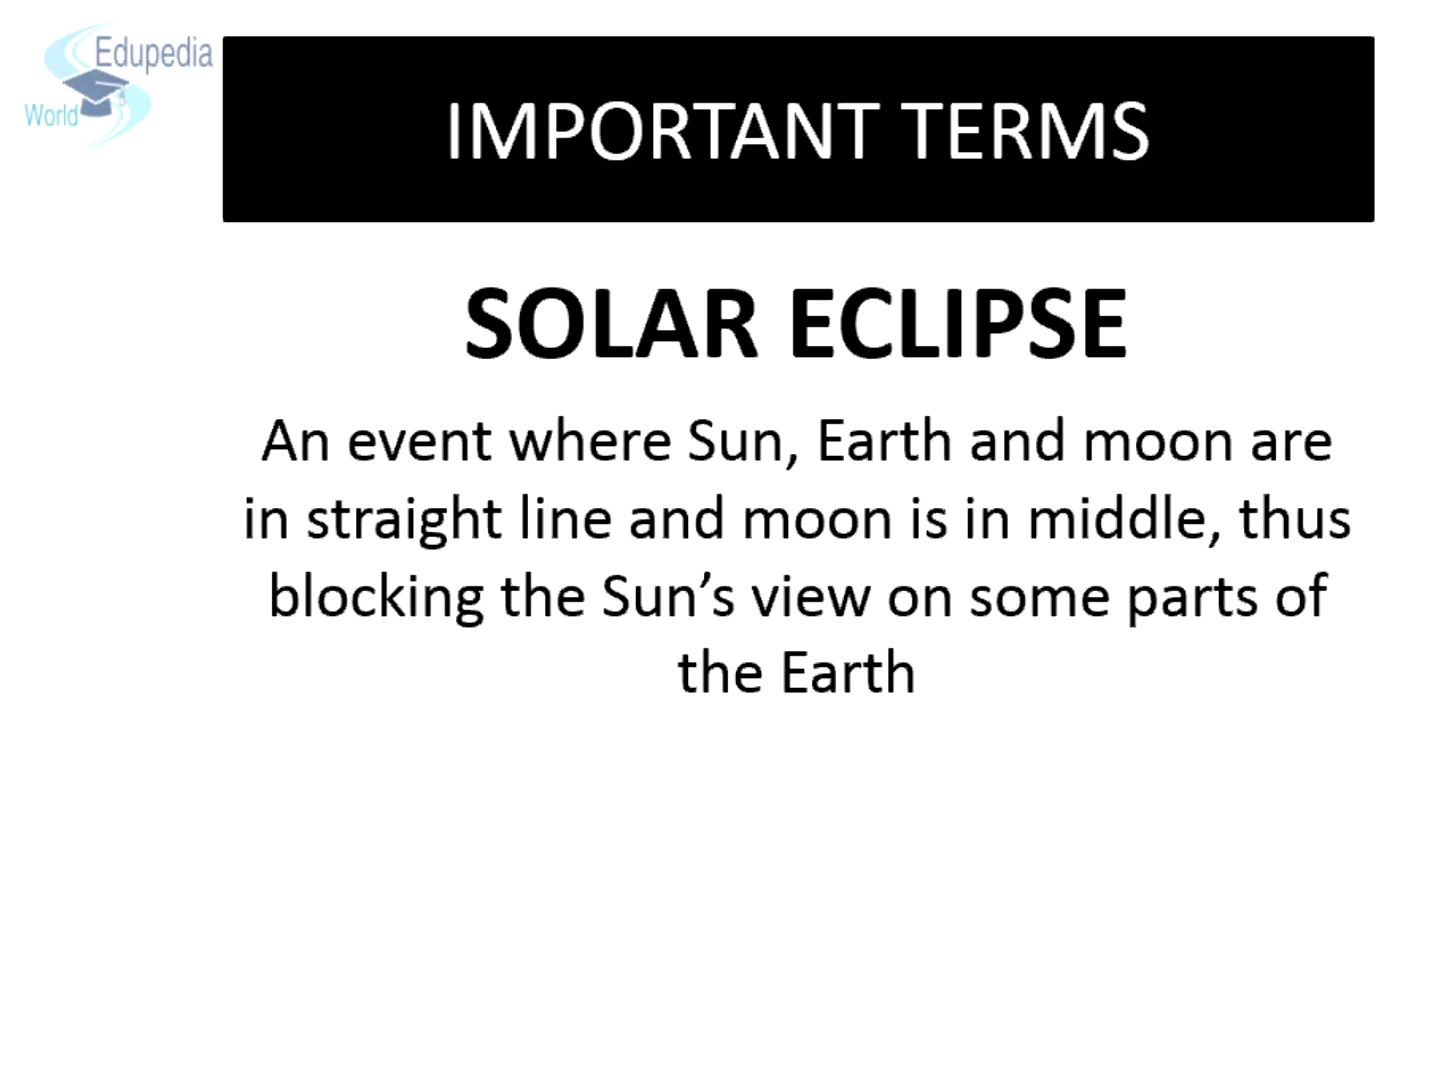 Edupedia
World
IMPORTANT TERMS
SOLAR ECLIPSE
An event where Sun, Earth and moon are
in straight line and moon is in middle, thus
blocking the Sun’s view on some parts of
the Earth